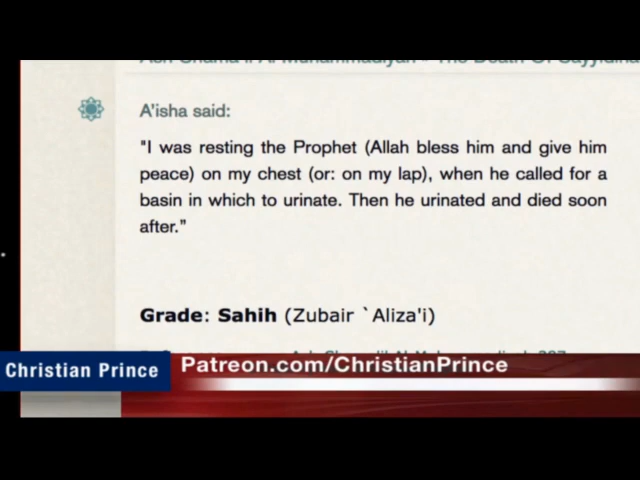 A'isha said:
"I was resting the Prophet (Allah bless him and give him
peace) on my chest (or: on my lap), when he called for a
basin in which to urinate. Then he urinated and died soon
after."
Grade: Sahih (Zubair `Aliza'i)
Christian Prince
Patreon.com/ChristianPrince